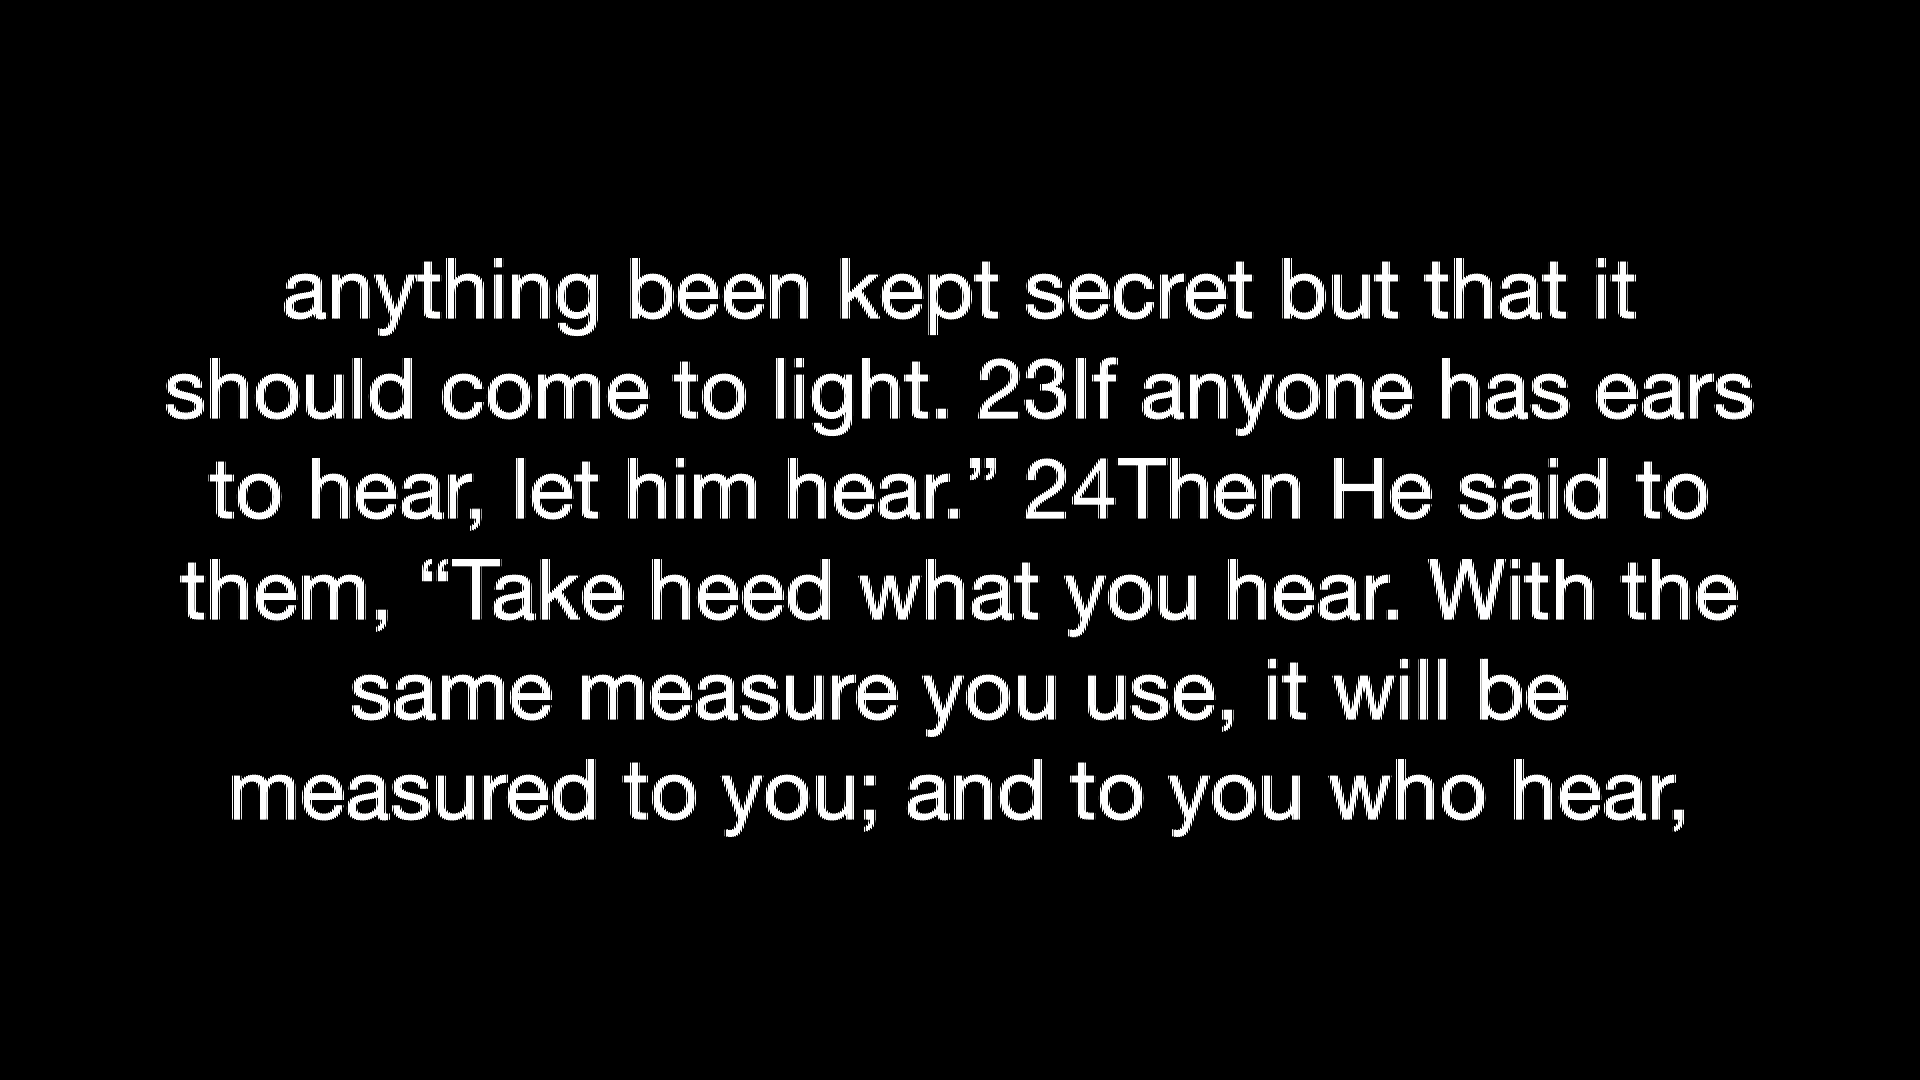 anything been kept secret but that it
should come to light. 23If anyone has ears
to hear, let him hear.” 24Then He said to
them, “Take heed what you hear. With the
same measure you use, it will be
measured to you; and to you who hear,